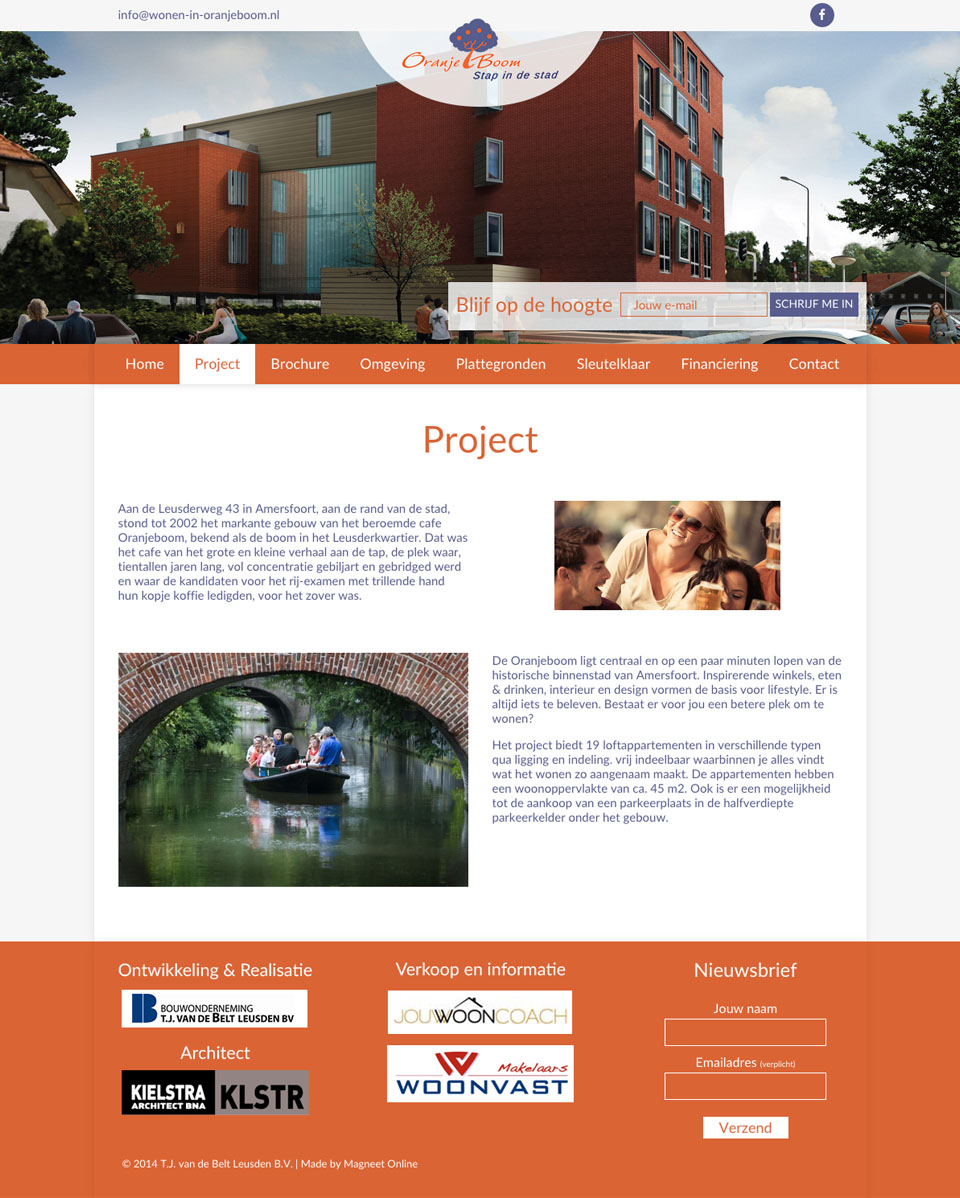 info@wonen-in-oranjeboom.nl
f
Oranje Boom
Stap in de stad
Blijf op de hoogte
Jouw e-mail
SCHRIJF ME IN
Home
Project
Brochure
Omgeving
Plattegronden
Sleutelklaar
Financiering
Contact
Project
Aan de Leusderweg 43 in Amersfoort, aan de rand van de stad,
stond tot 2002 het markante gebouw van het beroemde cafe
Oranjeboom, bekend als de boom in het Leusderkwartier. Dat was
het cafe van het grote en kleine verhaal aan de tap, de plek waar,
tientallen jaren lang, vol concentratie gebiljart en gebridged werd
en waar de kandidaten voor het rij-examen met trillende hand
hun kopje koffie ledigden, voor het zover was.
De Oranjeboom ligt centraal en op een paar minuten lopen van de
historische binnenstad van Amersfoort. Inspirerende winkels, eten
& drinken, interieur en design vormen de basis voor lifestyle. Er is
altijd iets te beleven. Bestaat er voor jou een betere plek om te
wonen?
Het project biedt 19 loftappartementen in verschillende typen
qua ligging en indeling. vrij indeelbaar waarbinnen je alles vindt
wat het wonen zo aangenaam maakt. De appartementen hebben
een woonoppervlakte van ca. 45 m2. Ook is er een mogelijkheid
tot de aankoop van een parkeerplaats in de halfverdiepte
parkeerkelder onder het gebouw.
Ontwikkeling & Realisatie
BOUWONDERNEMING
T.J. VAN DE BELT LEUSDEN BV
Architect
KIELSTRA
ARCHITECT BNA
KLSTR
Verkoop en informatie
JOUWWOONCOACH
Makelaars
WOONVAST
Nieuwsbrief
Jouw naam
Emailadres (verplicht)
Verzend
© 2014 T.J. van de Belt Leusden B.V. | Made by Magneet Online